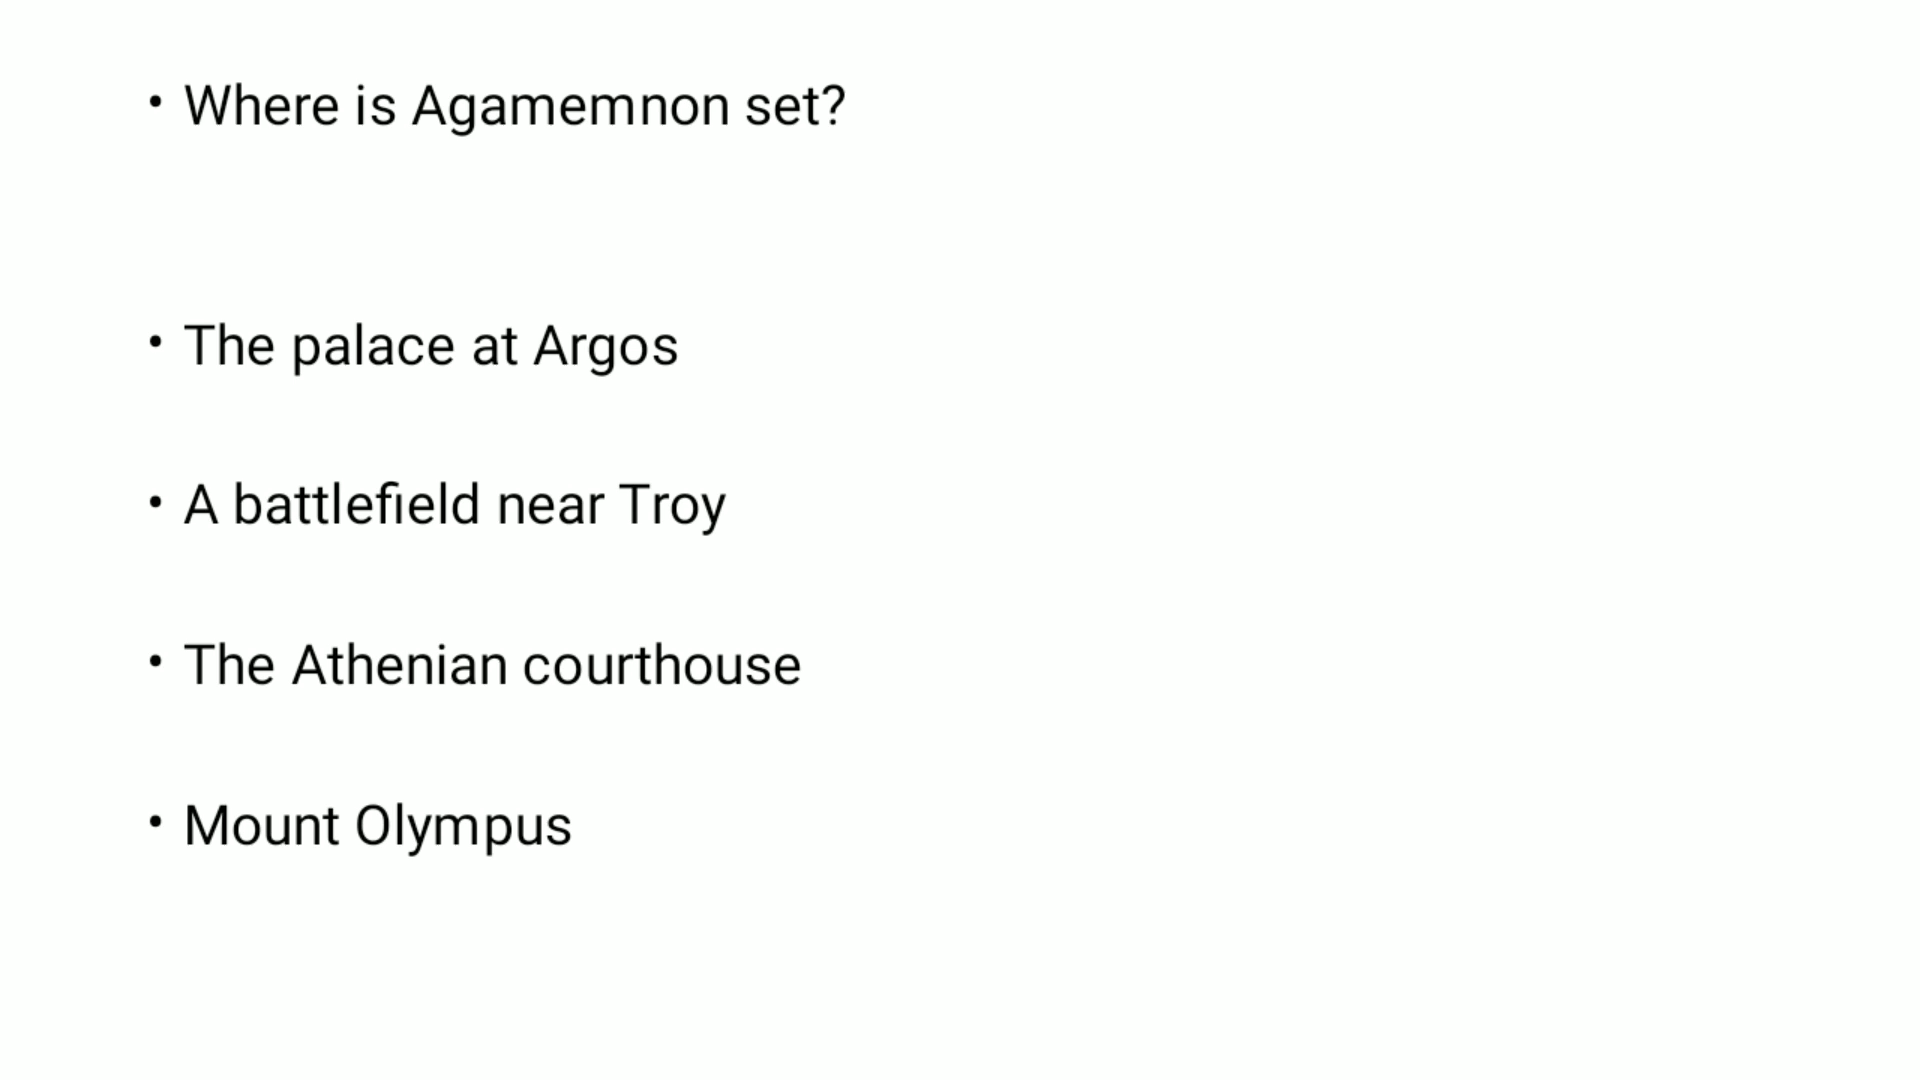 • Where is Agamemnon set?
• The palace at Argos
• A battlefield near Troy
• The Athenian courthouse
• Mount Olympus